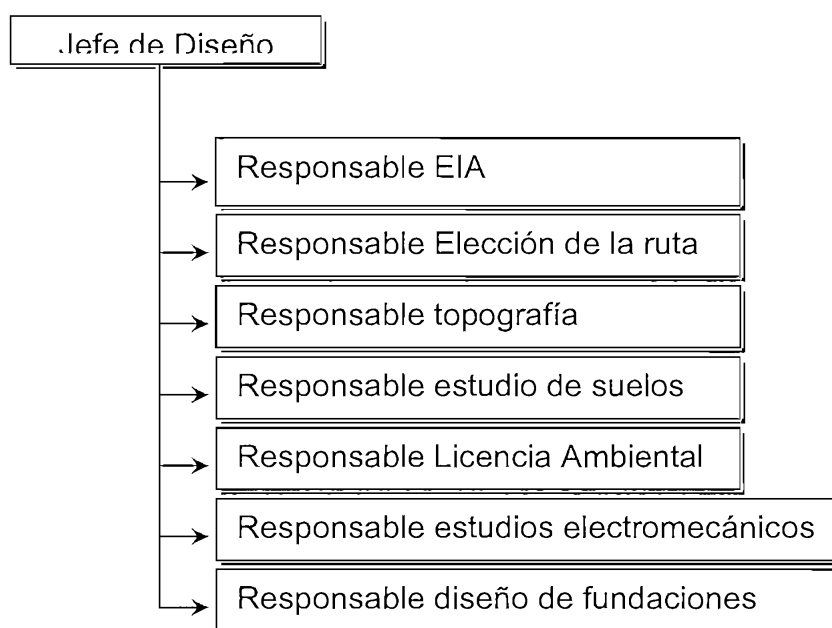 Jefe de Diseño
Responsable EIA
Responsable Elección de la ruta
Responsable topografía
Responsable estudio de suelos
Responsable Licencia Ambiental
Responsable estudios electromecánicos
Responsable diseño de fundaciones